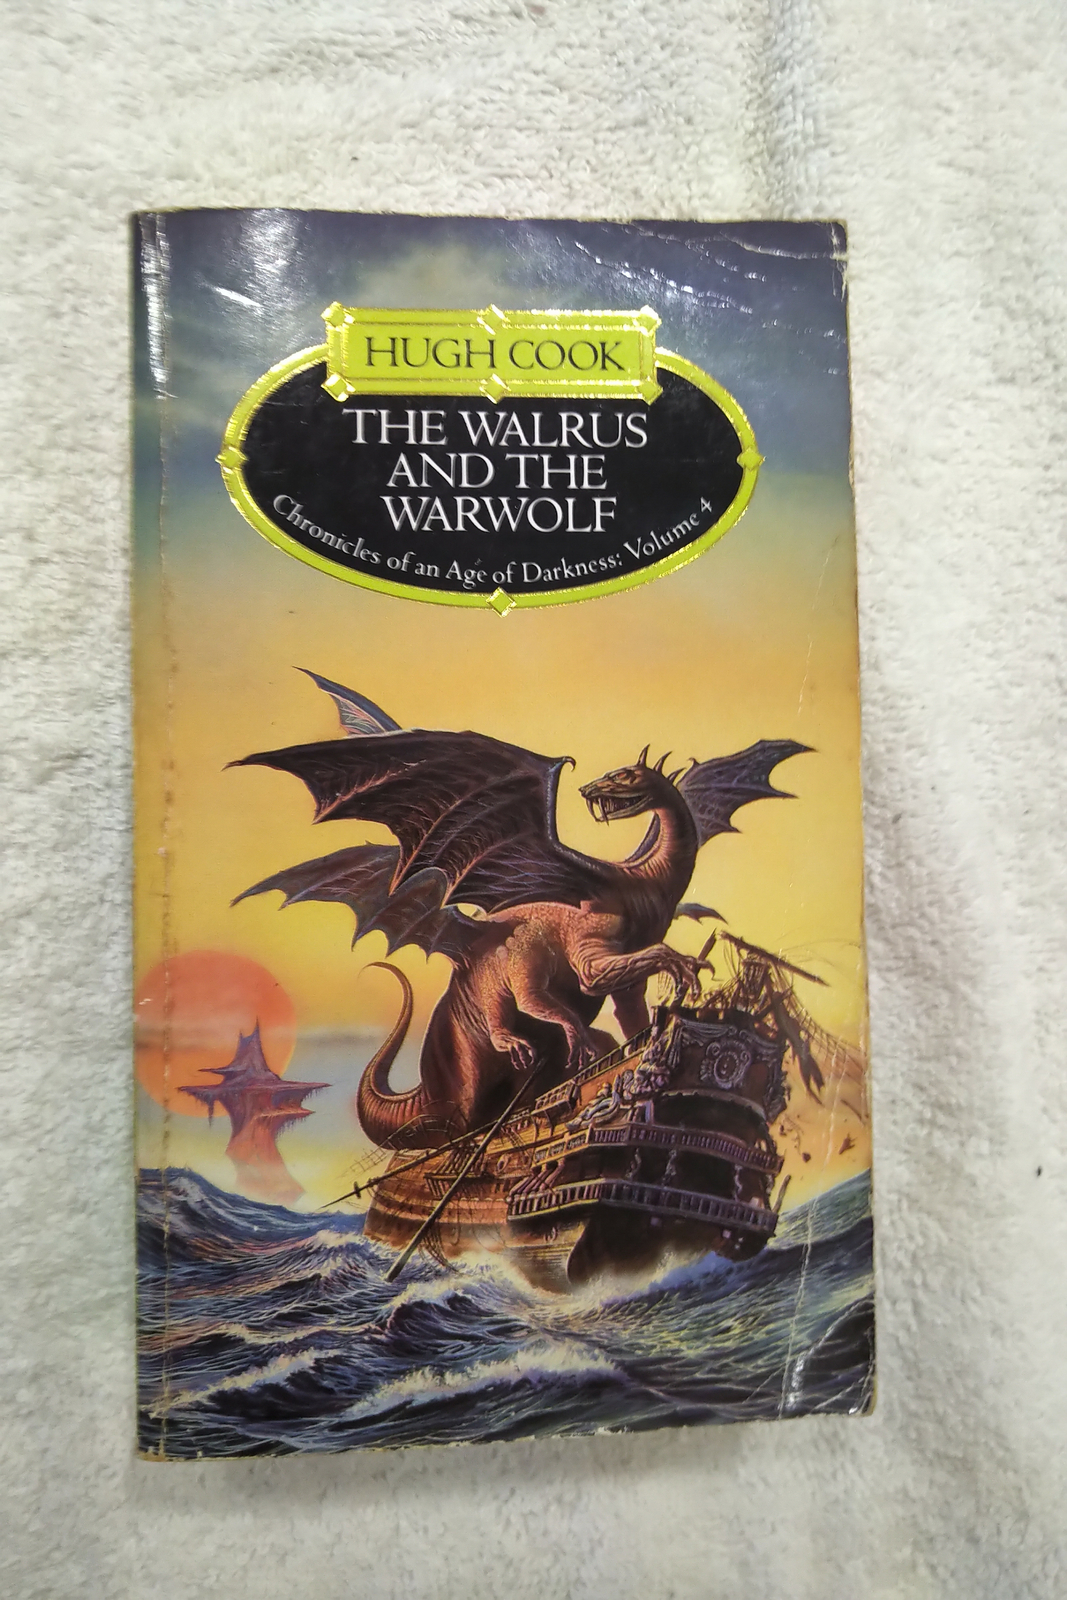 HUGH COOK
THE WALRUS
AND THE
WARWOLF
Chronicles of an Age of Darkness: Volume 4